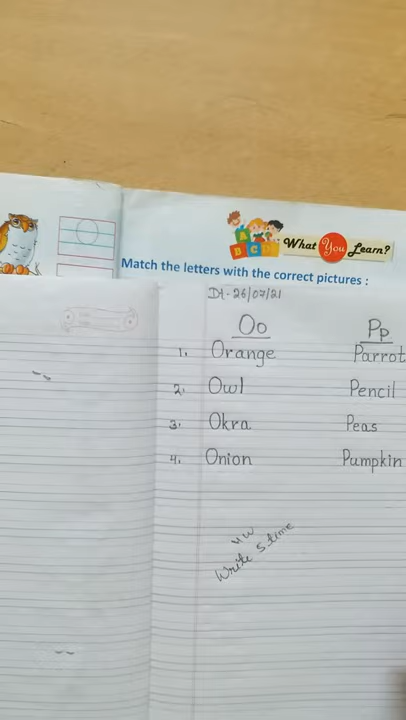 What You Learn?
ABCD
Match the letters with the correct pictures :
Dt-26/07/21
Oo Pp
1. Orange Parrot
2. Owl Pencil
3. Okra Peas
4. Onion Pumpkin
HW
Write 5 time